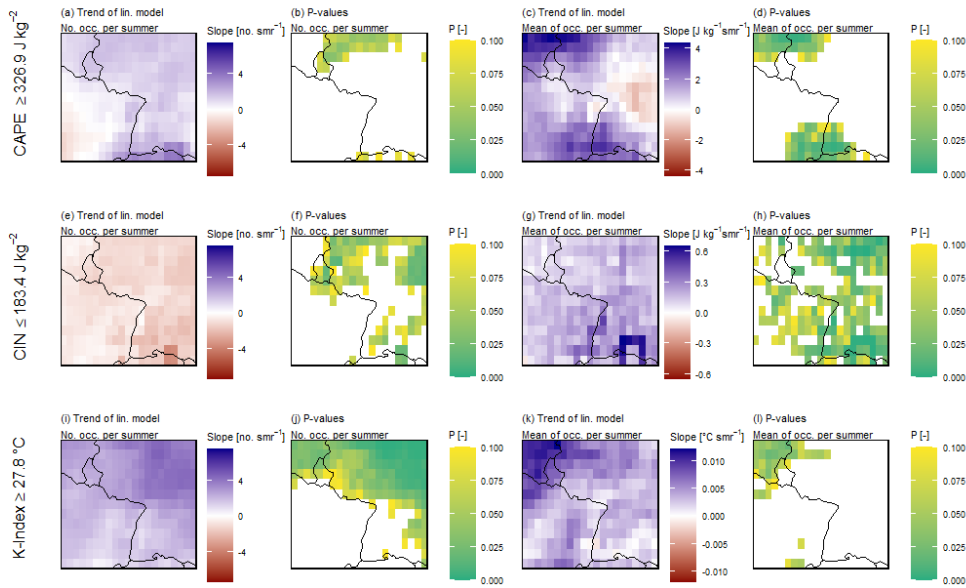 CAPE ≥ 326.9 J kg⁻²
(a) Trend of lin. model
No. occ. per summer
Slope [no. smr⁻¹]
4
0
-4
(b) P-values
No. occ. per summer
P [-]
0.100
0.075
0.050
0.025
0.000
(c) Trend of lin. model
Mean of occ. per summer
Slope [J kg⁻¹smr⁻¹]
4
2
0
-2
-4
(d) P-values
Mean of occ. per summer
P [-]
0.100
0.075
0.050
0.025
0.000
CIN ≤ 183.4 J kg⁻²
(e) Trend of lin. model
No. occ. per summer
Slope [no. smr⁻¹]
4
0
-4
(f) P-values
No. occ. per summer
P [-]
0.100
0.075
0.050
0.025
0.000
(g) Trend of lin. model
Mean of occ. per summer
Slope [J kg⁻¹smr⁻¹]
0.6
0.3
0.0
-0.3
-0.6
(h) P-values
Mean of occ. per summer
P [-]
0.100
0.075
0.050
0.025
0.000
K-Index ≥ 27.8 °C
(i) Trend of lin. model
No. occ. per summer
Slope [no. smr⁻¹]
4
0
-4
(j) P-values
No. occ. per summer
P [-]
0.100
0.075
0.050
0.025
0.000
(k) Trend of lin. model
Mean of occ. per summer
Slope [°C smr⁻¹]
0.010
0.005
0.000
-0.005
-0.010
(l) P-values
Mean of occ. per summer
P [-]
0.100
0.075
0.050
0.025
0.000